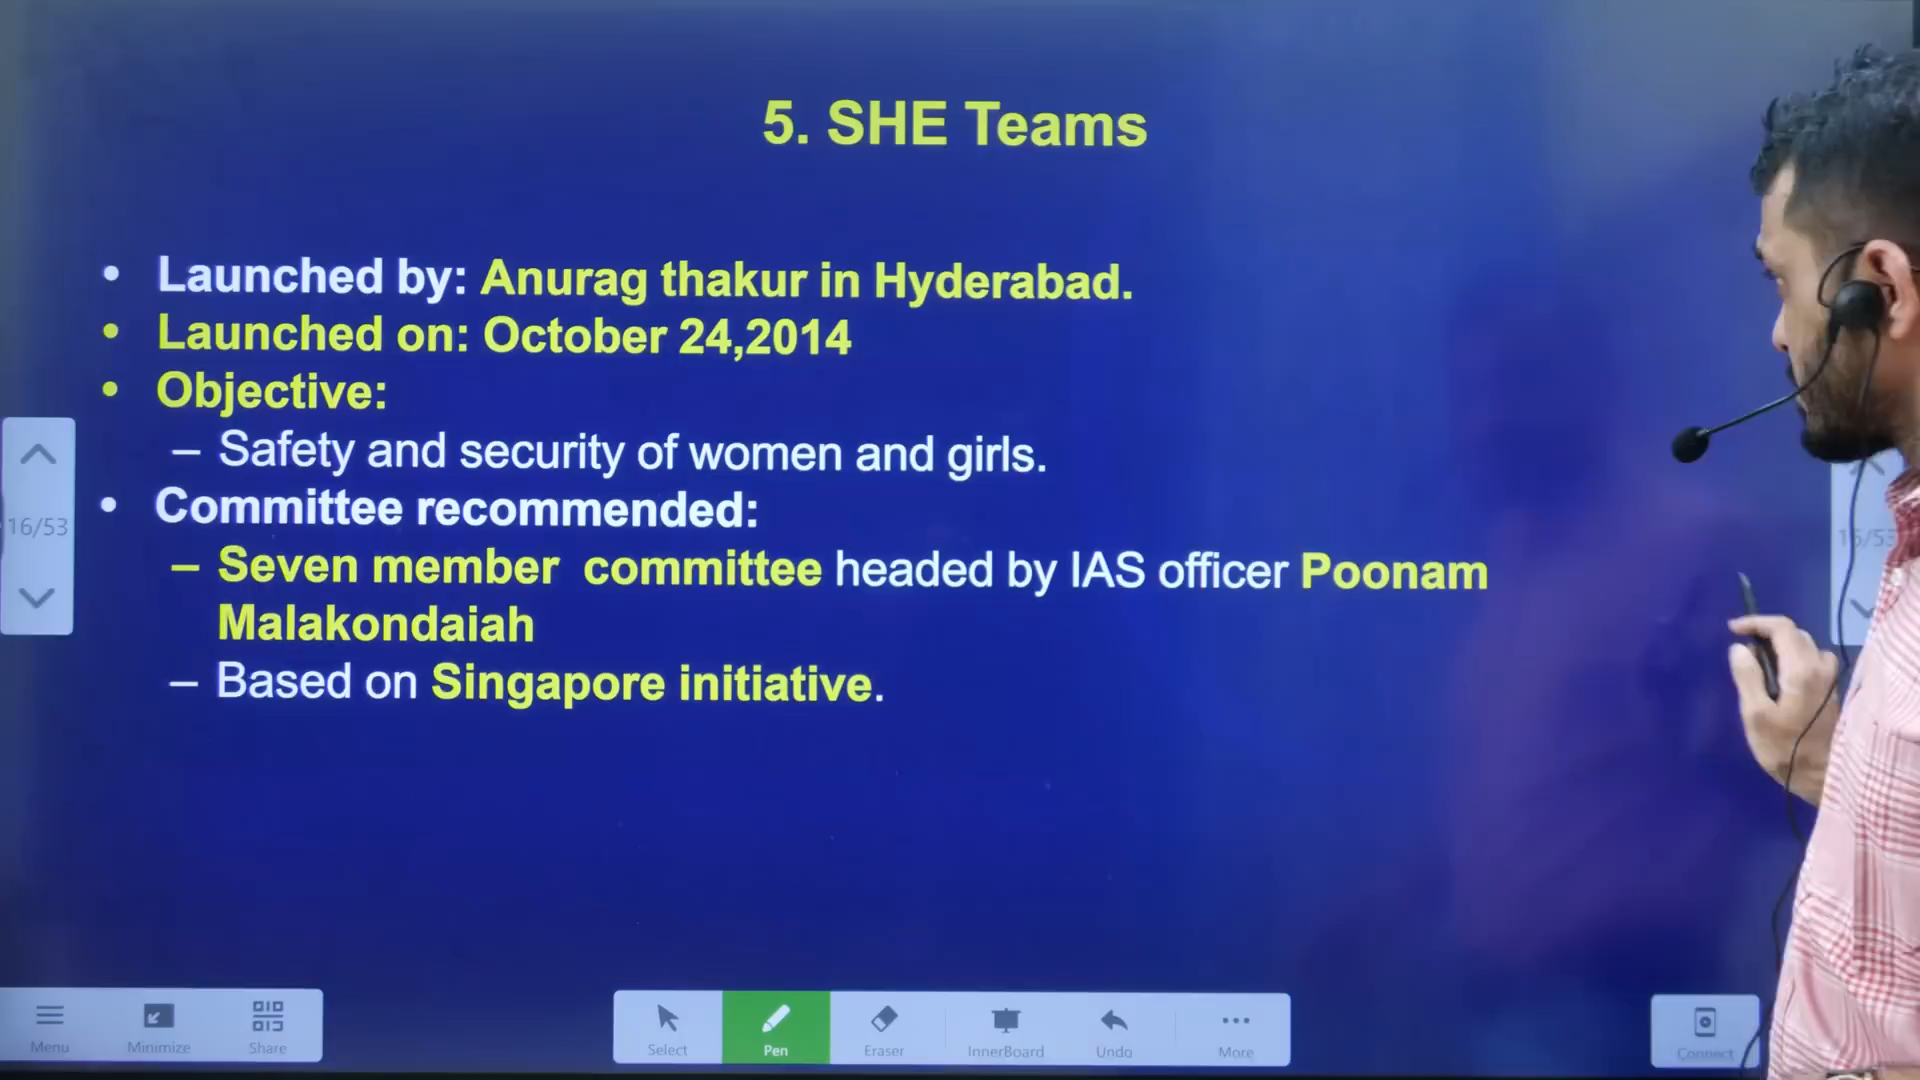 5. SHE Teams
• Launched by: Anurag thakur in Hyderabad.
• Launched on: October 24,2014
• Objective:
– Safety and security of women and girls.
• Committee recommended:
– Seven member committee headed by IAS officer Poonam
Malakondaiah
– Based on Singapore initiative.
16/53
16/53
Menu
Minimize
Share
Select
Pen
Eraser
InnerBoard
Undo
More
Connect